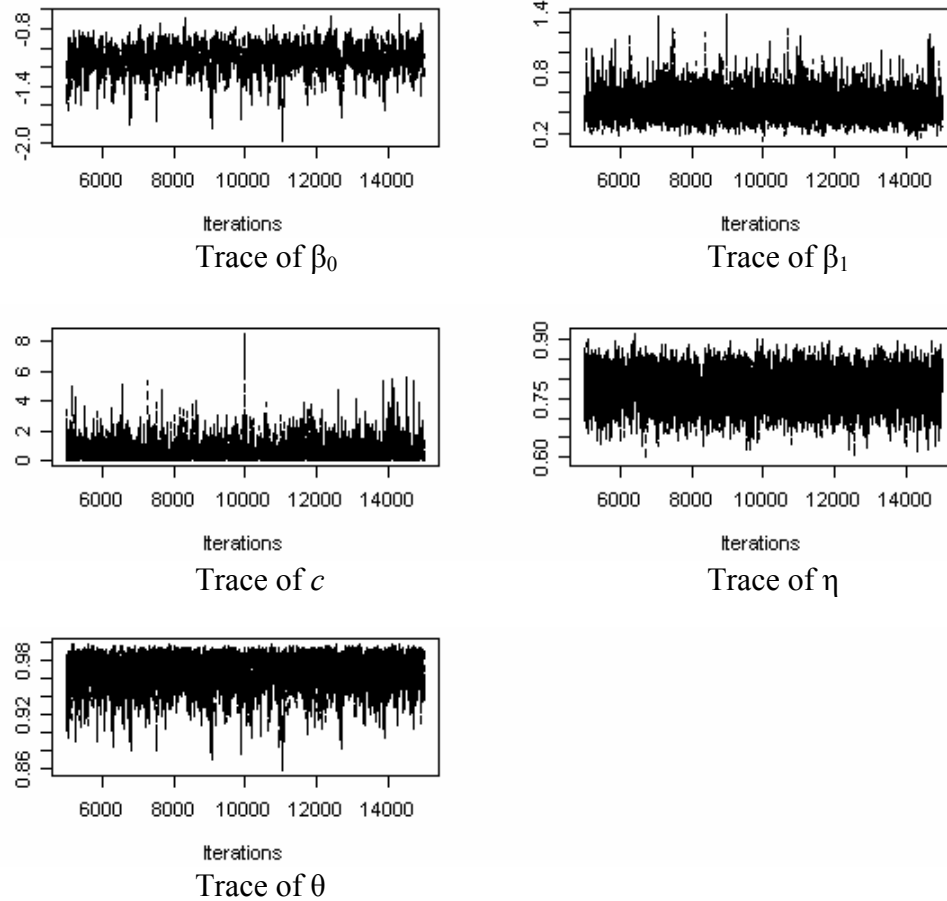 -0.8
-1.4
-2.0
6000 8000 10000 12000 14000
Iterations
Trace of β₀
1.4
0.8
0.2
6000 8000 10000 12000 14000
Iterations
Trace of β₁
8
6
4
2
0
6000 8000 10000 12000 14000
Iterations
Trace of c
0.90
0.75
0.60
6000 8000 10000 12000 14000
Iterations
Trace of η
0.98
0.92
0.86
6000 8000 10000 12000 14000
Iterations
Trace of θ